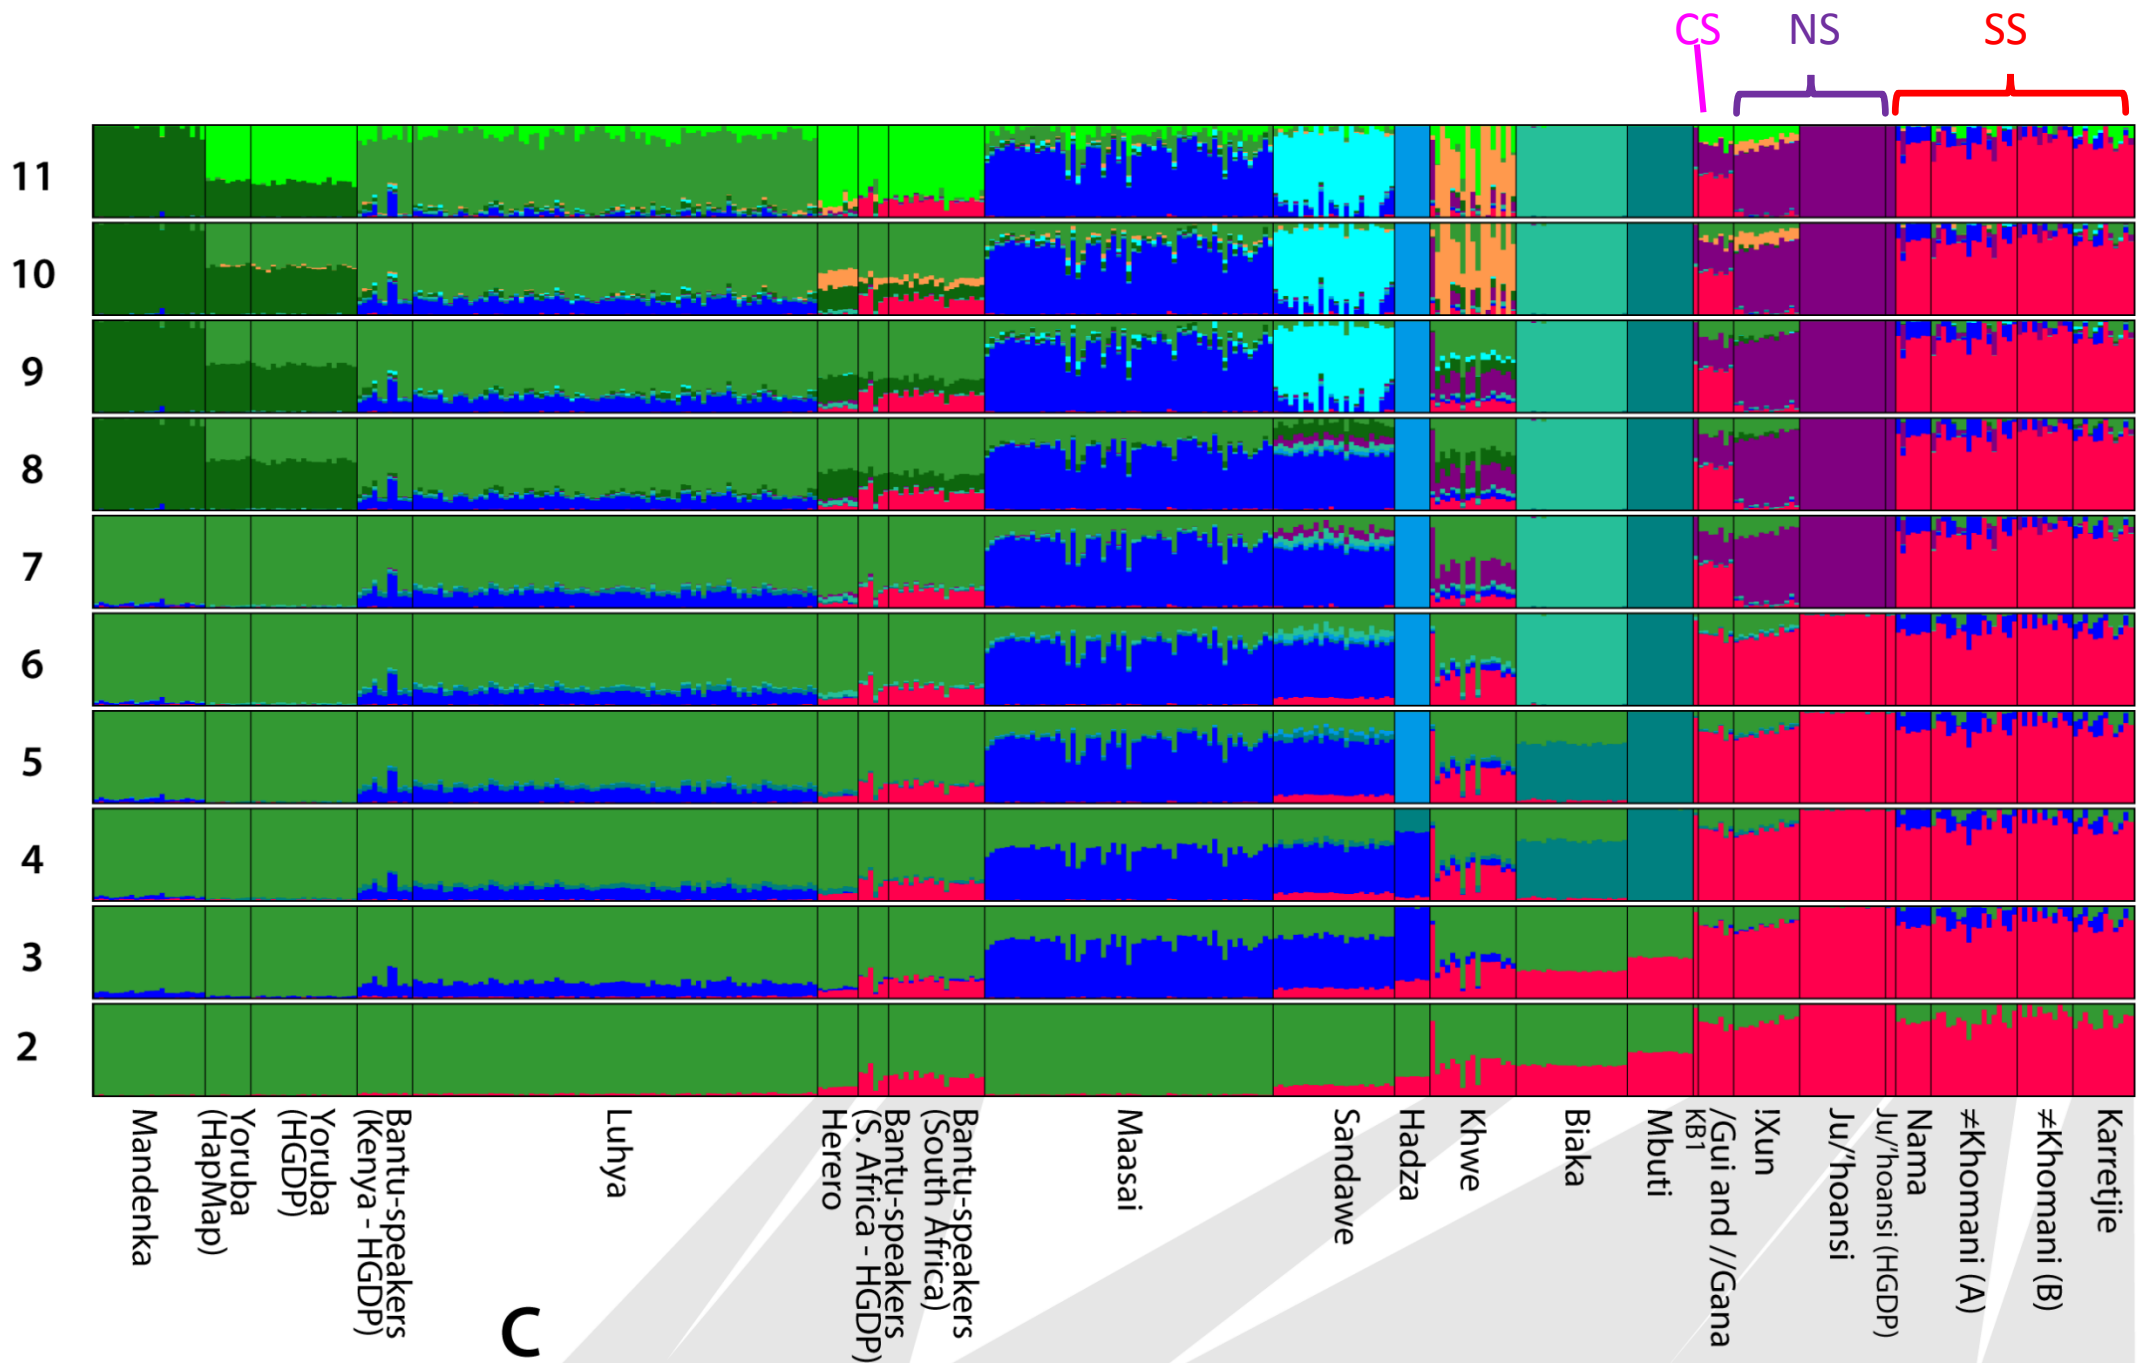 CS NS SS
11
10
9
8
7
6
5
4
3
2
Mandenka
Yoruba
(HapMap)
Yoruba
(HGDP)
Bantu-speakers
(Kenya - HGDP)
Luhya
Herero
Bantu-speakers
(S. Africa - HGDP)
Bantu-speakers
(South Africa)
Maasai
Sandawe
Hadza
Khwe
Biaka
Mbuti
KB1
/Gui and //Gana
!Xun
Ju/'hoansi
Ju/'hoansi (HGDP)
Nama
≠Khomani (A)
≠Khomani (B)
Karretjie
C